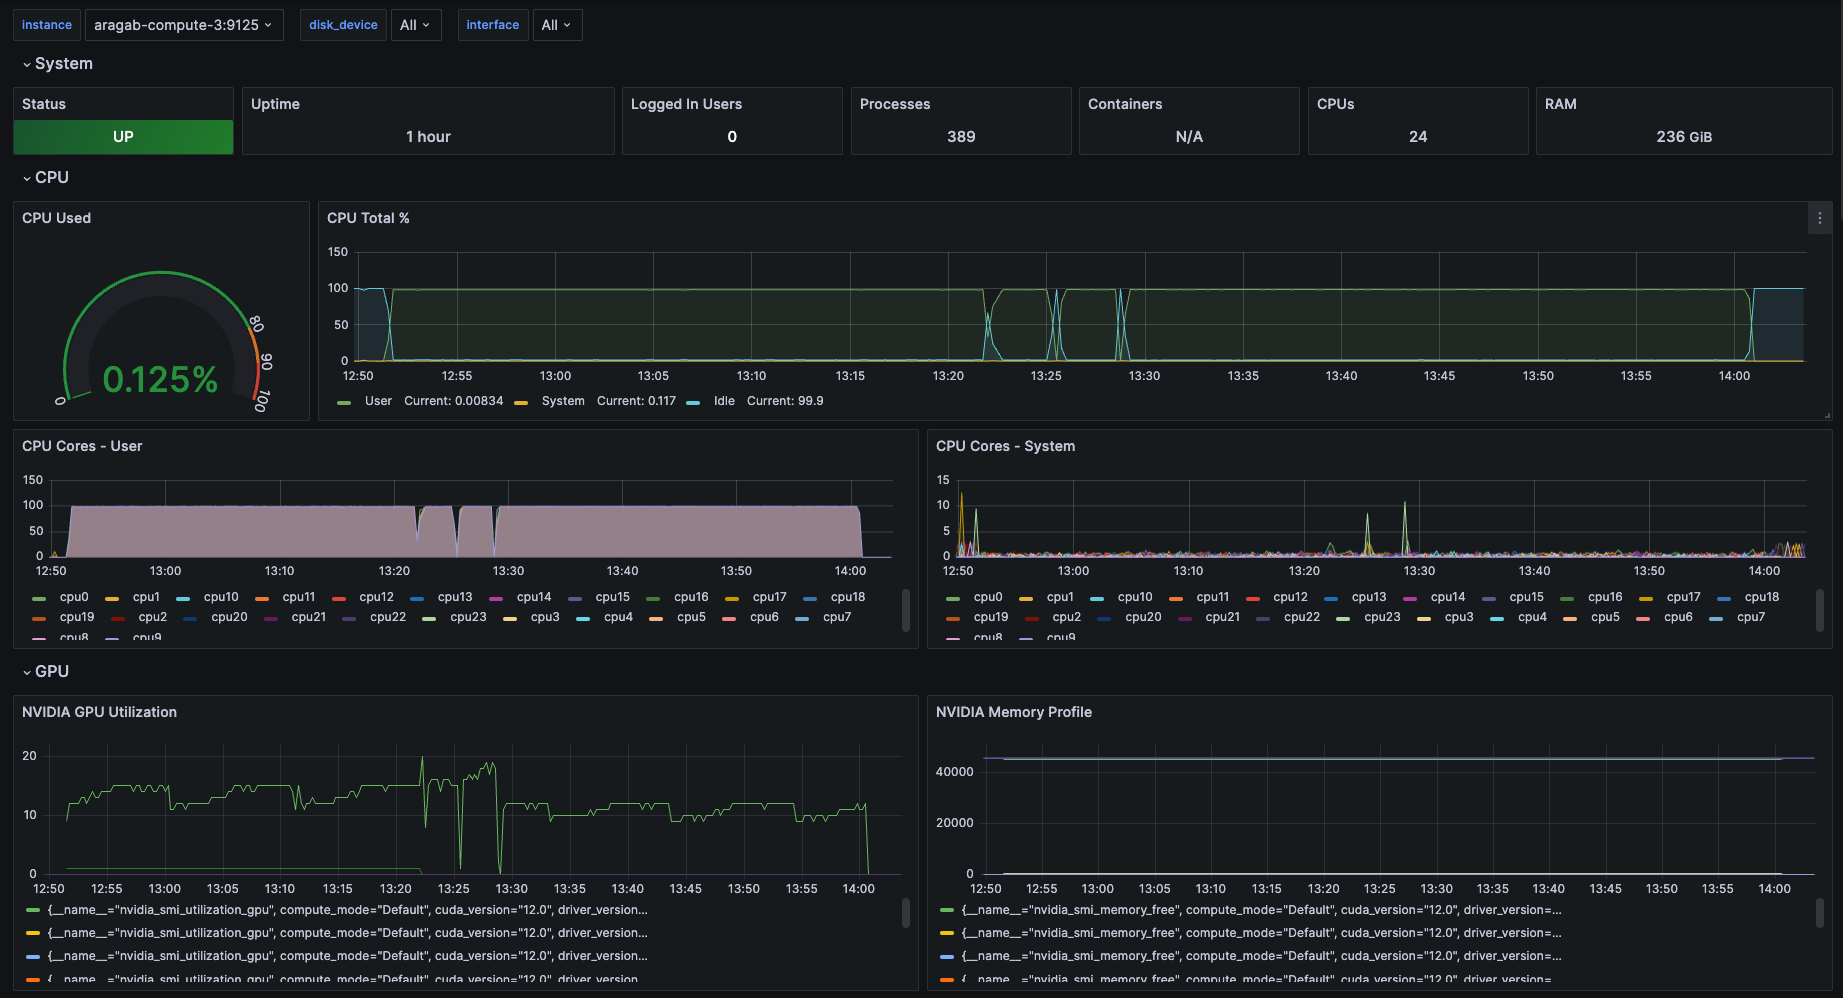 instance aragab-compute-3:9125 disk_device All interface All
System
Status Uptime Logged In Users Processes Containers CPUs RAM
UP 1 hour 0 389 N/A 24 236 GiB
CPU
CPU Used
0 80 90 100
0.125%
CPU Total %
150
100
50
0
12:50 12:55 13:00 13:05 13:10 13:15 13:20 13:25 13:30 13:35 13:40 13:45 13:50 13:55 14:00
User Current: 0.00834 System Current: 0.117 Idle Current: 99.9
CPU Cores - User
150
100
50
0
12:50 13:00 13:10 13:20 13:30 13:40 13:50 14:00
cpu0 cpu1 cpu10 cpu11 cpu12 cpu13 cpu14 cpu15 cpu16 cpu17 cpu18
cpu19 cpu2 cpu20 cpu21 cpu22 cpu23 cpu3 cpu4 cpu5 cpu6 cpu7
cpu8 cpu9
CPU Cores - System
15
10
5
0
12:50 13:00 13:10 13:20 13:30 13:40 13:50 14:00
cpu0 cpu1 cpu10 cpu11 cpu12 cpu13 cpu14 cpu15 cpu16 cpu17 cpu18
cpu19 cpu2 cpu20 cpu21 cpu22 cpu23 cpu3 cpu4 cpu5 cpu6 cpu7
cpu8 cpu9
GPU
NVIDIA GPU Utilization
20
10
0
12:50 12:55 13:00 13:05 13:10 13:15 13:20 13:25 13:30 13:35 13:40 13:45 13:50 13:55 14:00
{__name__="nvidia_smi_utilization_gpu", compute_mode="Default", cuda_version="12.0", driver_version...
{__name__="nvidia_smi_utilization_gpu", compute_mode="Default", cuda_version="12.0", driver_version...
{__name__="nvidia_smi_utilization_gpu", compute_mode="Default", cuda_version="12.0", driver_version...
{__name__="nvidia_smi_utilization_gpu", compute_mode="Default", cuda_version="12.0", driver_version...
NVIDIA Memory Profile
40000
20000
0
12:50 12:55 13:00 13:05 13:10 13:15 13:20 13:25 13:30 13:35 13:40 13:45 13:50 13:55 14:00
{__name__="nvidia_smi_memory_free", compute_mode="Default", cuda_version="12.0", driver_version=...
{__name__="nvidia_smi_memory_free", compute_mode="Default", cuda_version="12.0", driver_version=...
{__name__="nvidia_smi_memory_free", compute_mode="Default", cuda_version="12.0", driver_version=...
{__name__="nvidia_smi_memory_free", compute_mode="Default", cuda_version="12.0", driver_version=...